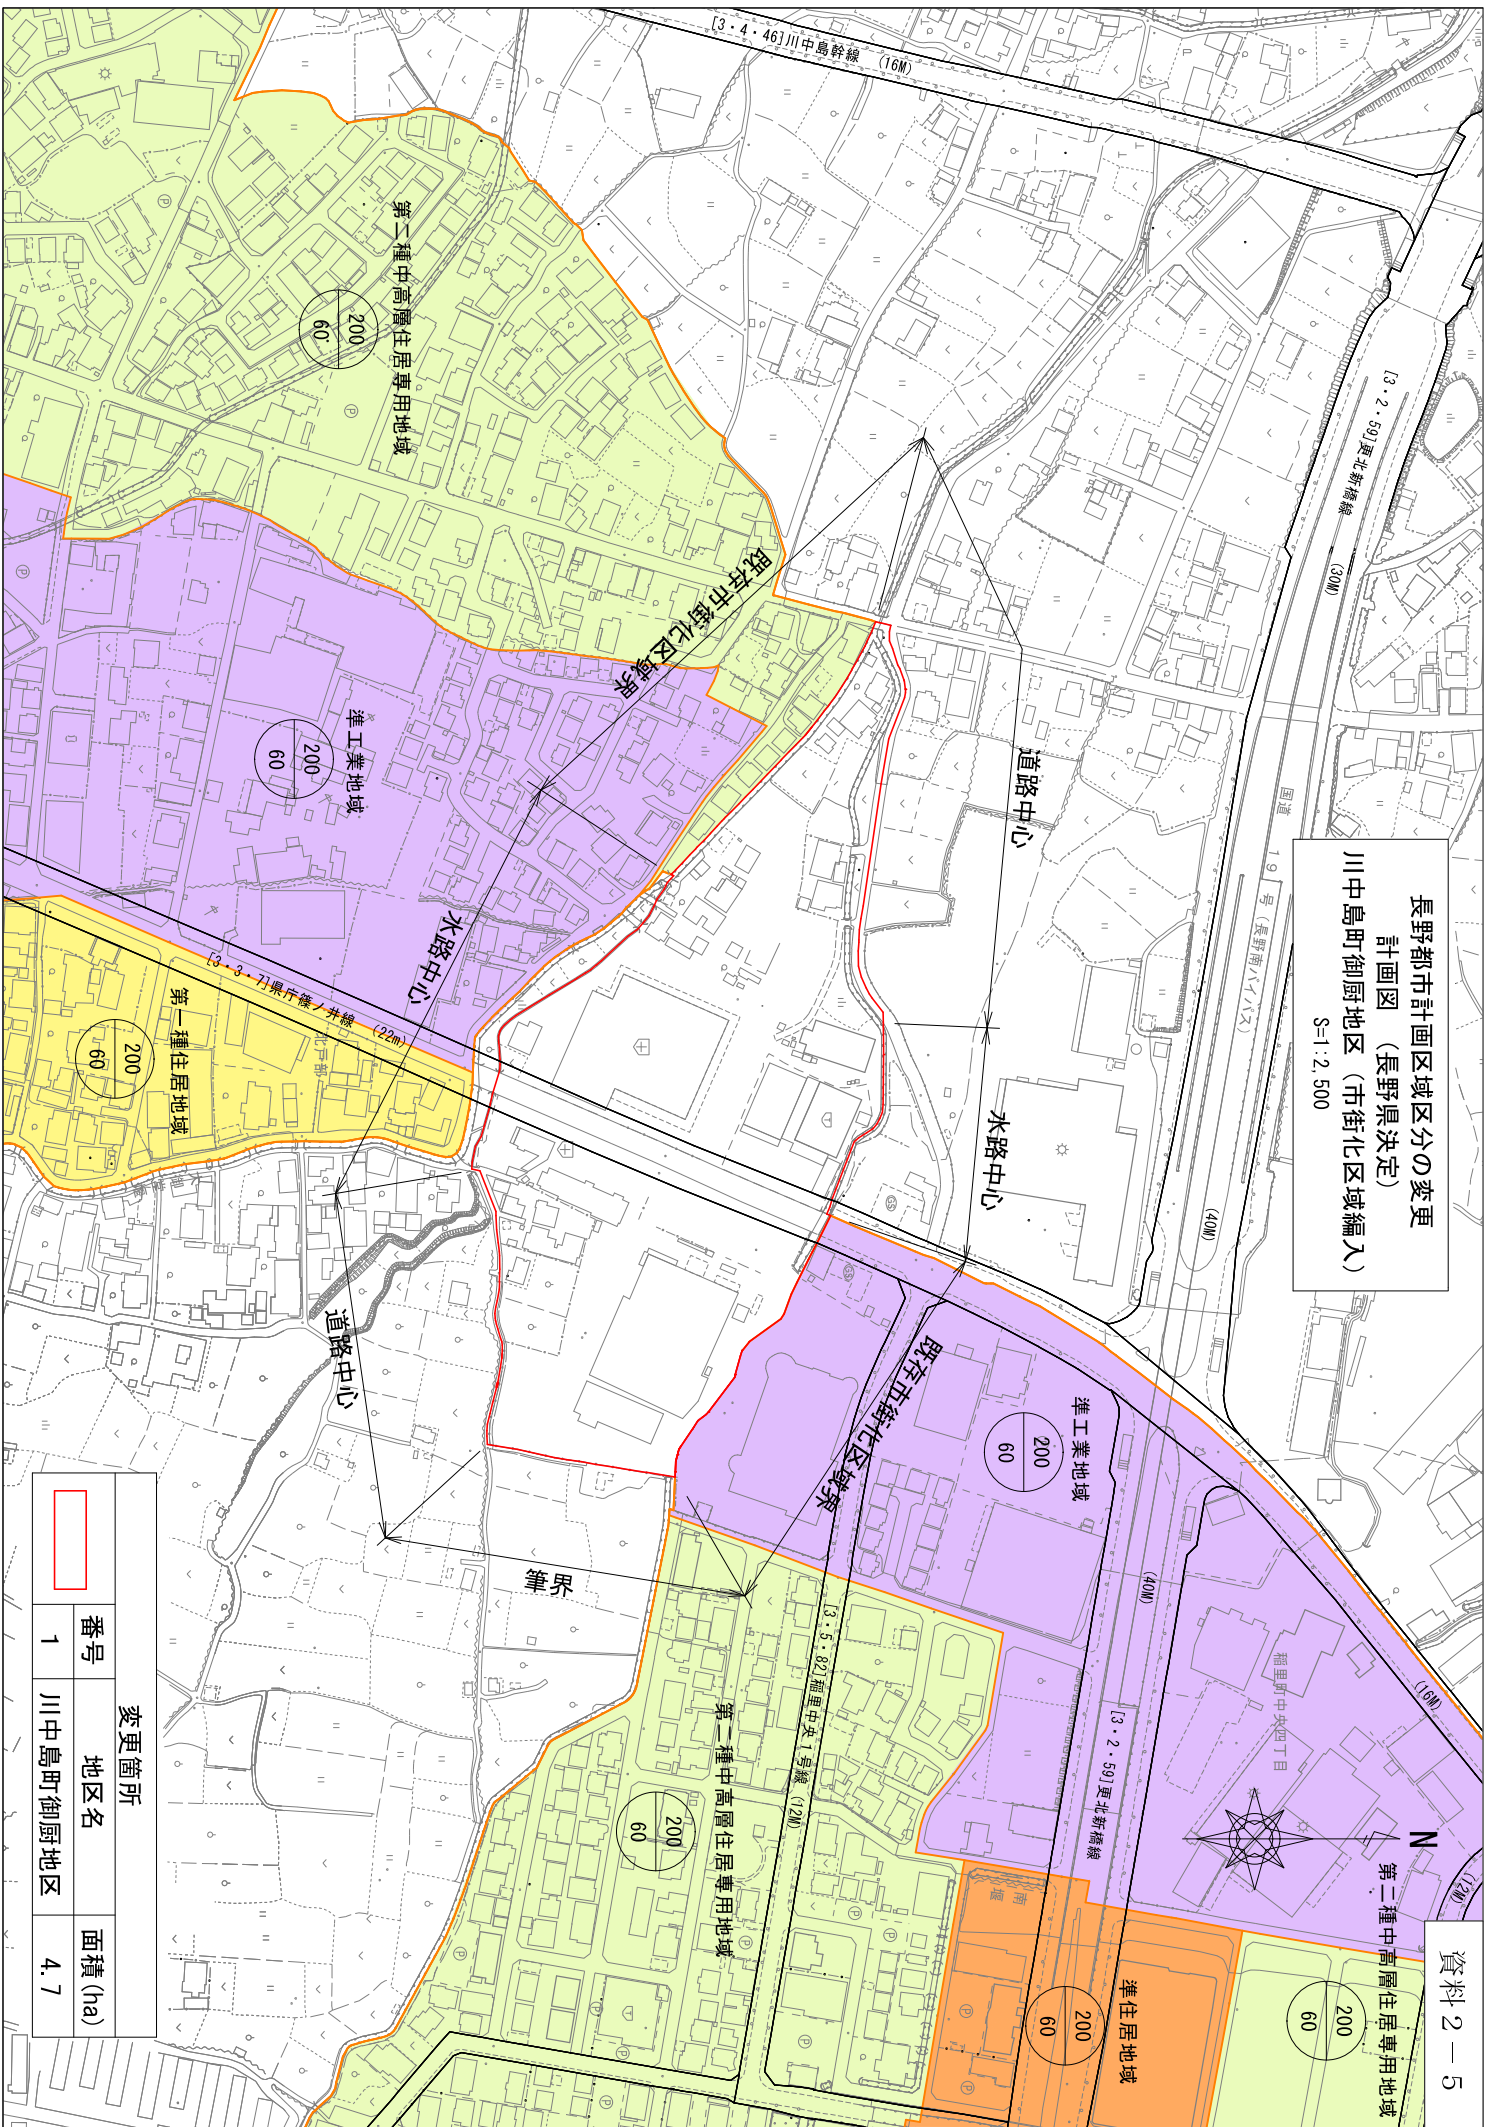 資料２－５
長野都市計画区域区分の変更
計画図 （長野県決定）
川中島町御厨地区（市街化区域編入）
S=1:2,500
[3・4・46]川中島幹線 （16M）
[3・2・59]更北新橋線 (30M)
国道 19 号（長野南バイパス）
(40M)
(40M)
(16M)
(12M)
N
第二種中高層住居専用地域
200
60
第二種中高層住居専用地域
200
60
準工業地域
200
60
[3・3・7]県庁篠ノ井線 （22m）
第一種住居地域
200
60
北戸部
既存市街化区域界
道路中心
水路中心
水路中心
道路中心
筆界
既存市街化区域界
準工業地域
200
60
稲里町中央四丁目
[3・2・59]更北新橋線
[3・5・82]稲里中央1号線 (12M)
第二種中高層住居専用地域
200
60
準住居地域
200
60
南
堰
変更箇所
番号 地区名 面積(ha)
1 川中島町御厨地区 4.7